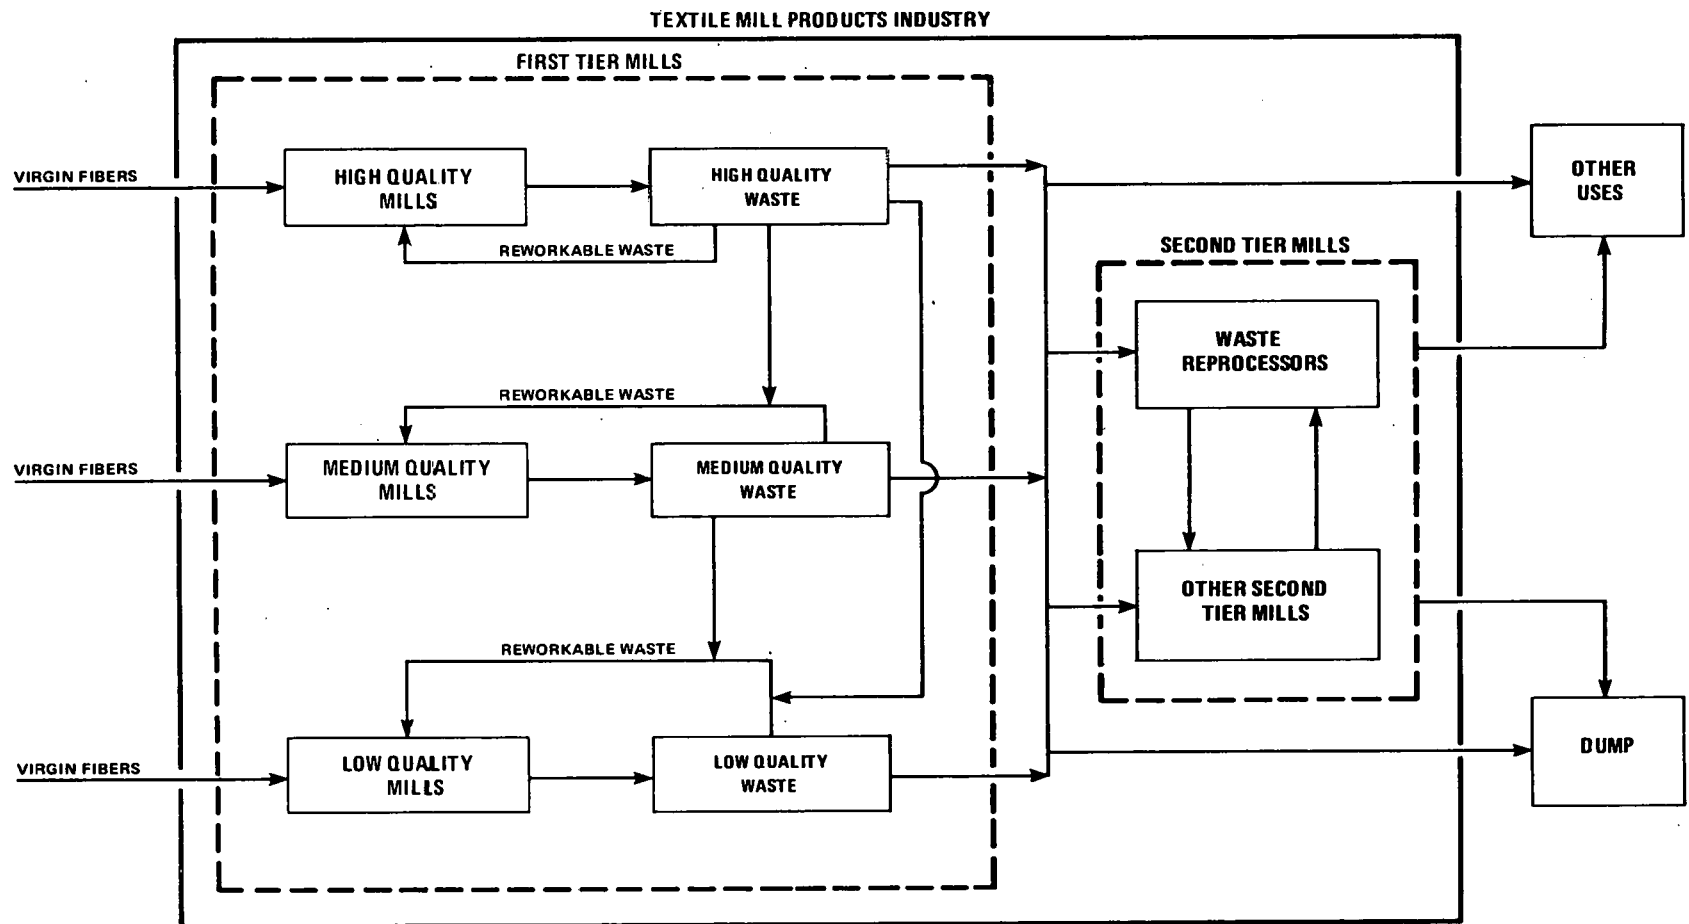 TEXTILE MILL PRODUCTS INDUSTRY
FIRST TIER MILLS
VIRGIN FIBERS
HIGH QUALITY
MILLS
HIGH QUALITY
WASTE
OTHER
USES
REWORKABLE WASTE
SECOND TIER MILLS
WASTE
REPROCESSORS
REWORKABLE WASTE
VIRGIN FIBERS
MEDIUM QUALITY
MILLS
MEDIUM QUALITY
WASTE
OTHER SECOND
TIER MILLS
REWORKABLE WASTE
VIRGIN FIBERS
LOW QUALITY
MILLS
LOW QUALITY
WASTE
DUMP